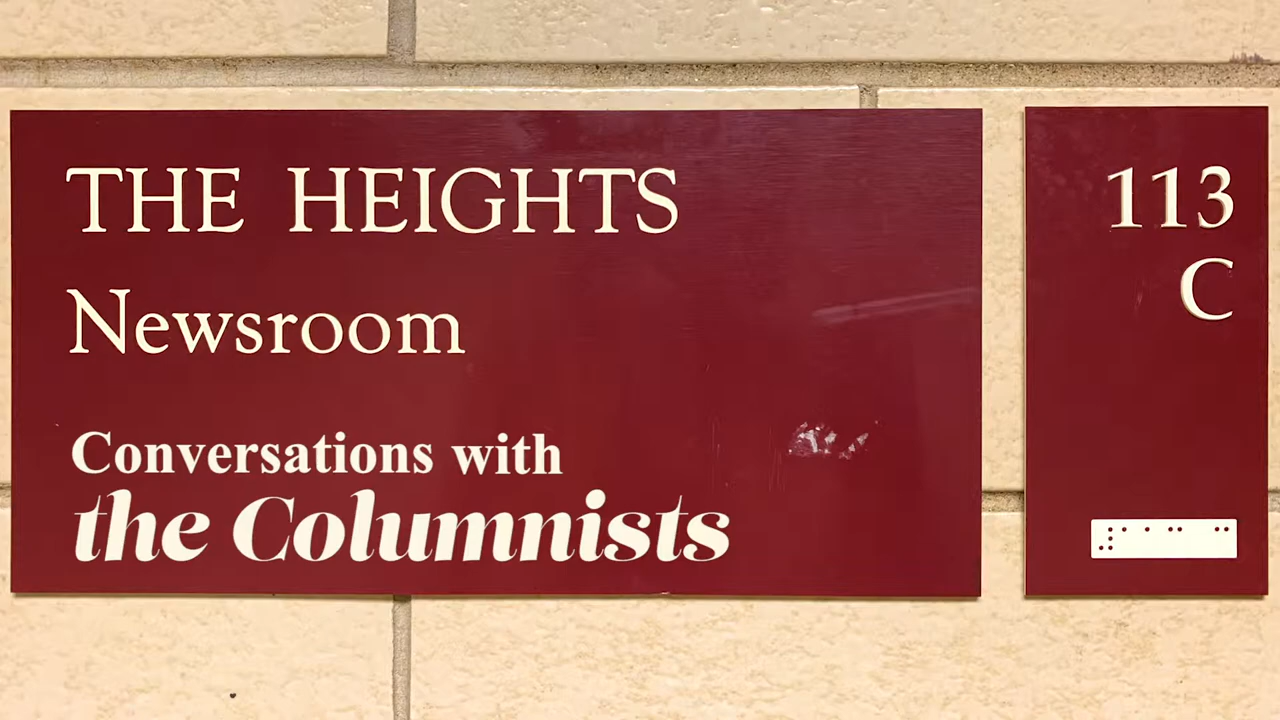 THE HEIGHTS
Newsroom
Conversations with
the Columnists
113
C
⠼⠁⠁⠉⠀⠉